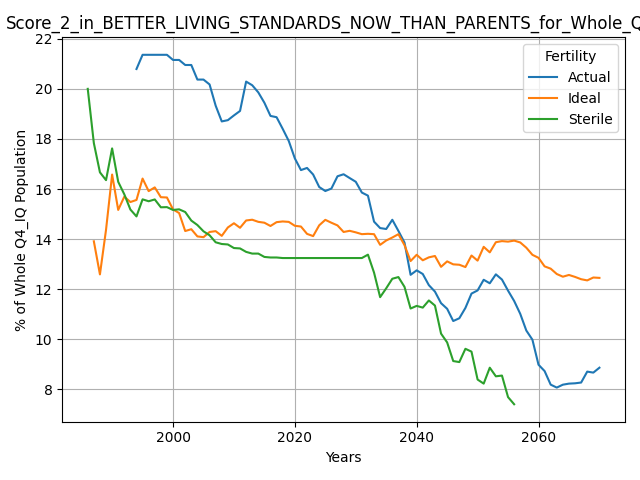 Score_2_in_BETTER_LIVING_STANDARDS_NOW_THAN_PARENTS_for_Whole_Q
22
20
18
16
14
12
10
8
% of Whole Q4_IQ Population
Fertility
Actual
Ideal
Sterile
2000 2020 2040 2060
Years